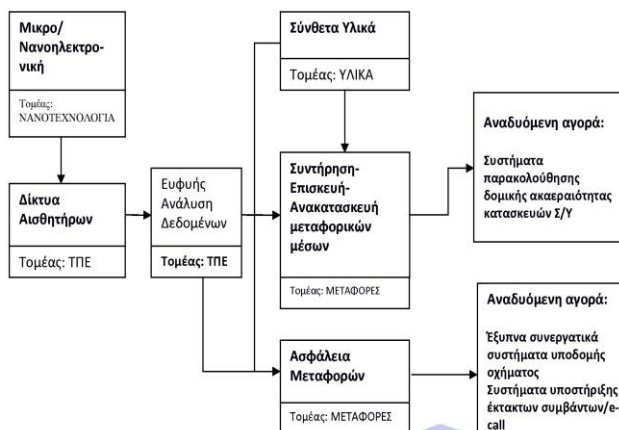 Μικρο/
Νανοηλεκτρο-
νική
Τομέας:
ΝΑΝΟΤΕΧΝΟΛΟΓΙΑ
Σύνθετα Υλικά
Τομέας: ΥΛΙΚΑ
Δίκτυα
Αισθητήρων
Τομέας: ΤΠΕ
Ευφυής
Ανάλυση
Δεδομένων
Τομέας: ΤΠΕ
Συντήρηση-
Επισκευή-
Ανακατασκευή
μεταφορικών
μέσων
Τομέας: ΜΕΤΑΦΟΡΕΣ
Αναδυόμενη αγορά:
Συστήματα
παρακολούθησης
δομικής ακαεραιότητας
κατασκευών Σ/Υ
Ασφάλεια
Μεταφορών
Τομέας: ΜΕΤΑΦΟΡΕΣ
Αναδυόμενη αγορά:
Έξυπνα συνεργατικά
συστήματα υποδομής
οχήματος
Συστήματα υποστήριξης
έκτακτων συμβάντων/e-
call